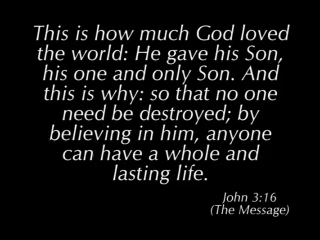 This is how much God loved
the world: He gave his Son,
his one and only Son. And
this is why: so that no one
need be destroyed; by
believing in him, anyone
can have a whole and
lasting life.
John 3:16
(The Message)